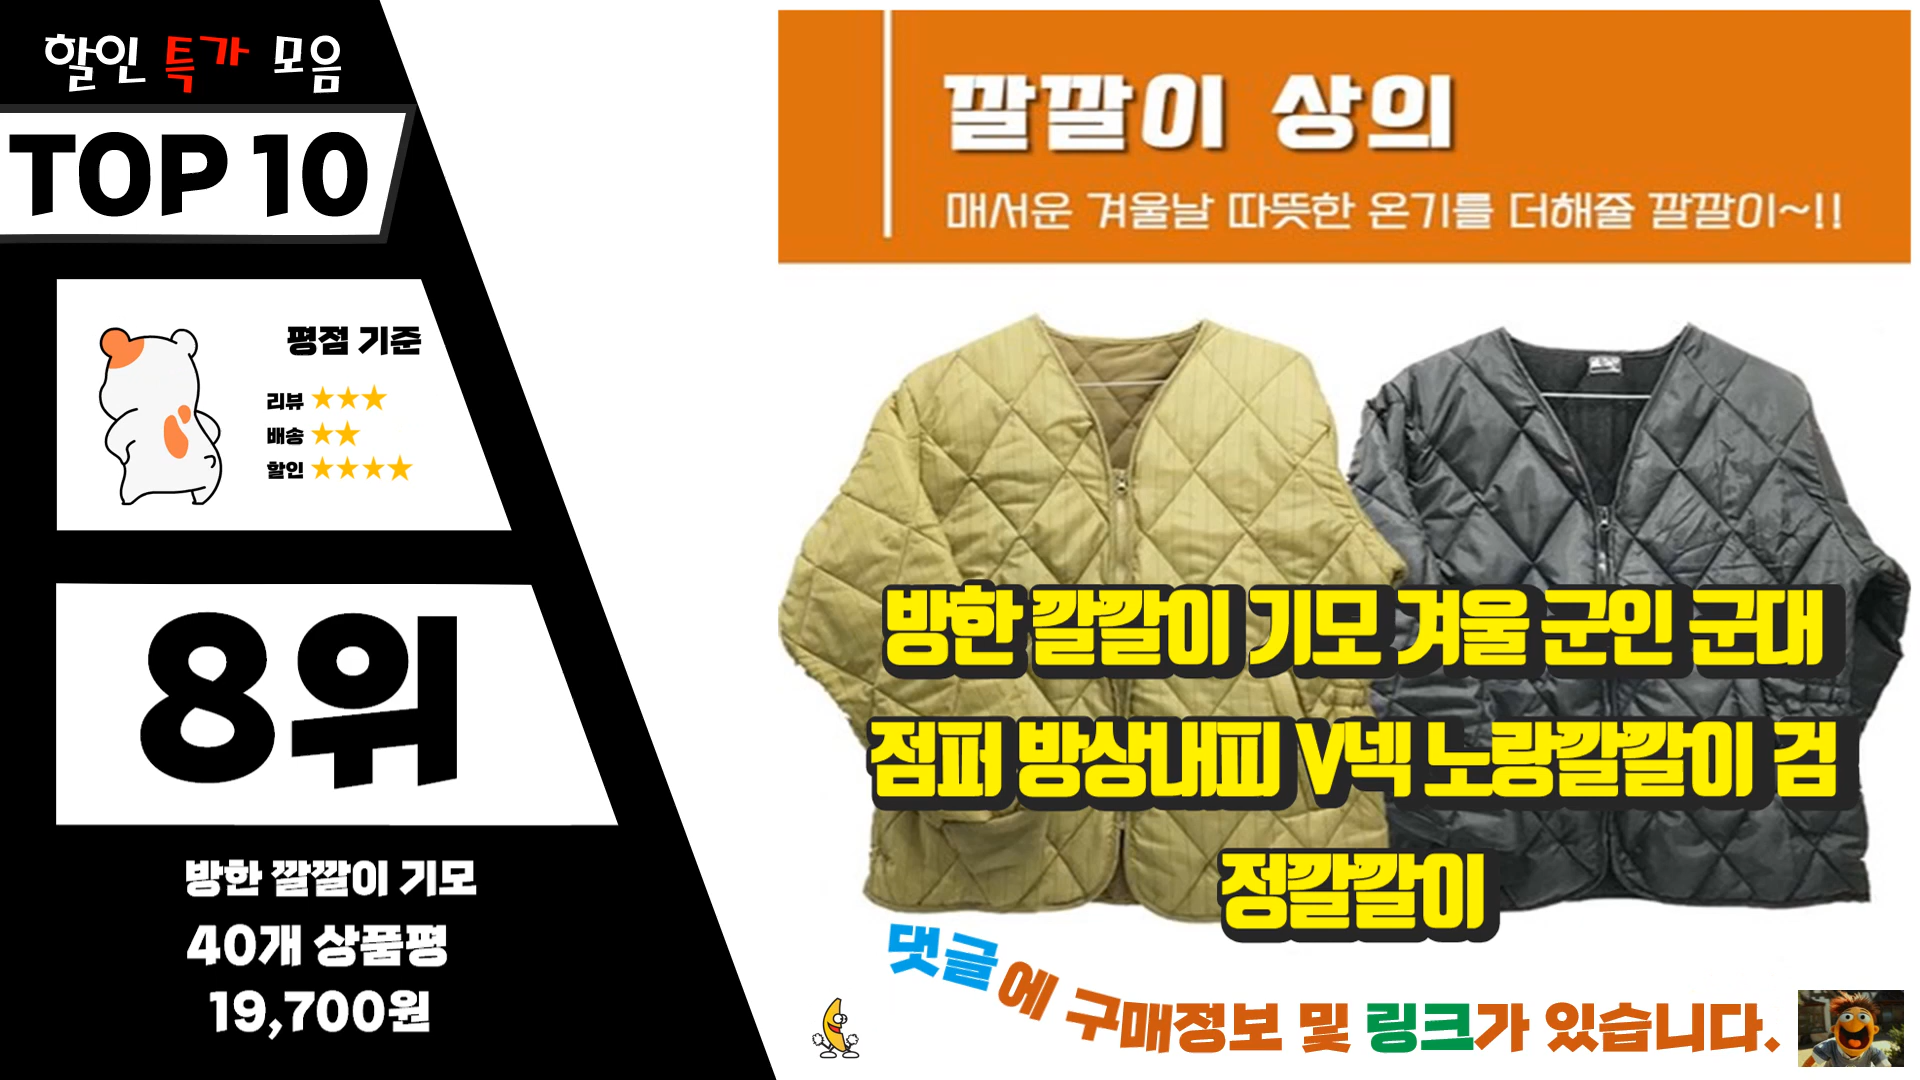 할인 특가 모음
TOP 10
평점 기준
리뷰 ★★★
배송 ★★
할인 ★★★★
8위
방한 깔깔이 기모
40개 상품평
19,700원
깔깔이 상의
매서운 겨울날 따뜻한 온기를 더해줄 깔깔이~!!
방한 깔깔이 기모 겨울 군인 군대
점퍼 방상내피 V넥 노랑깔깔이 검
정깔깔이
댓글에 구매정보 및 링크가 있습니다.